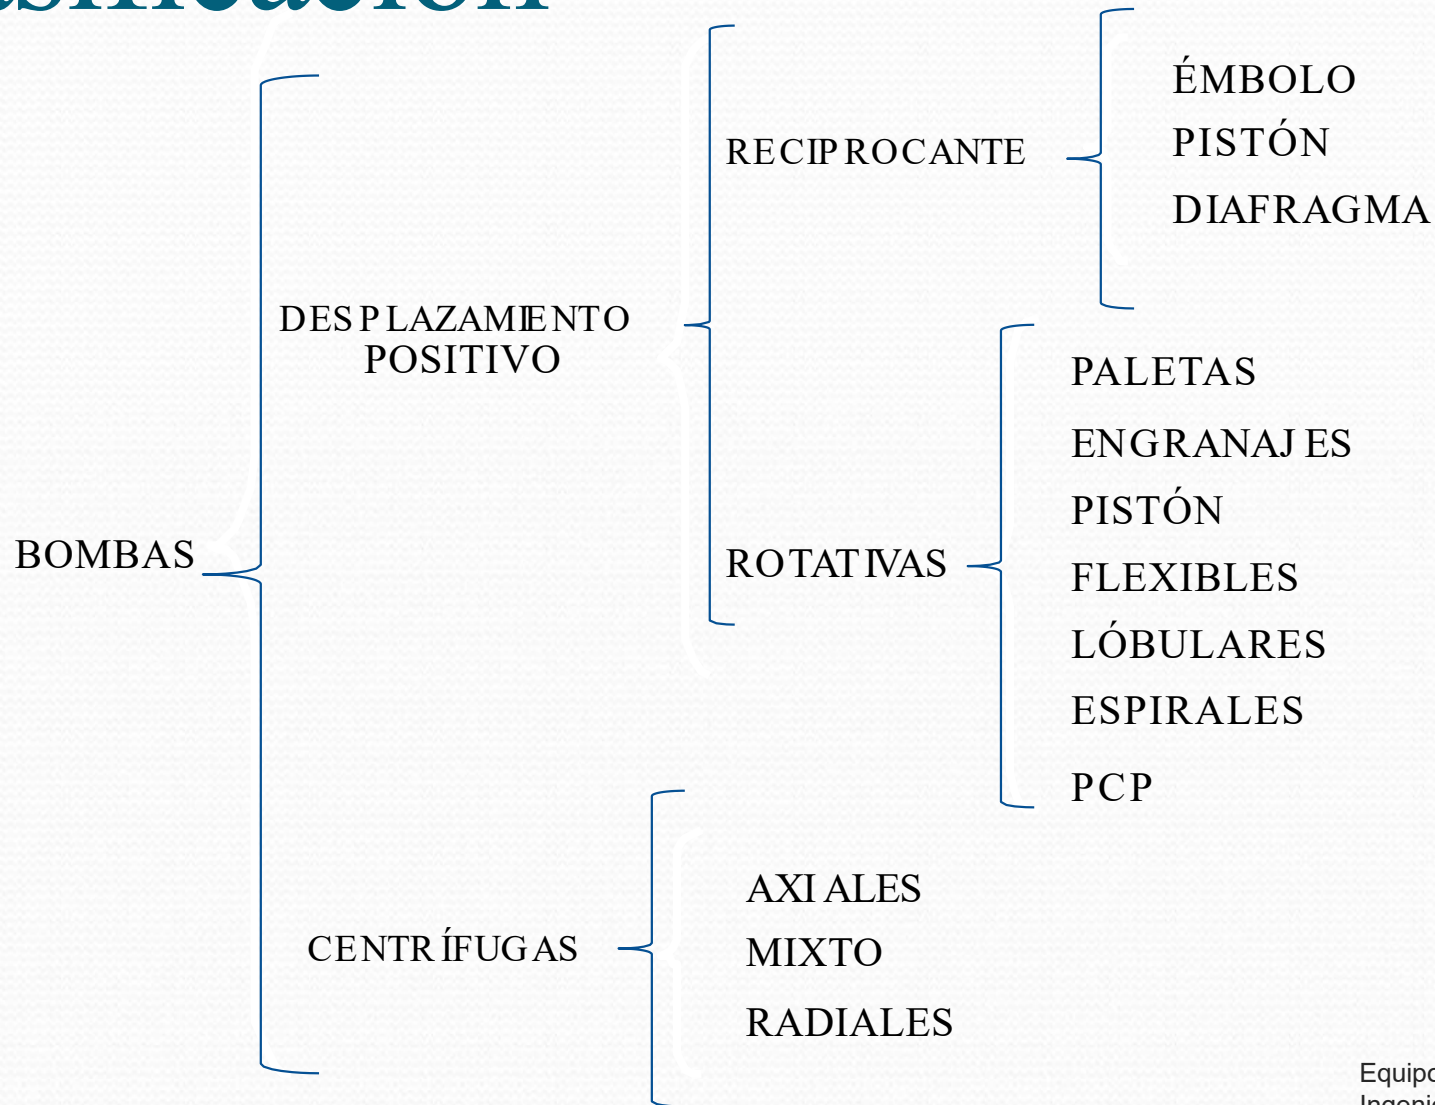 BOMBAS
DESPLAZAMIENTO
POSITIVO
RECIPROCANTE
ÉMBOLO
PISTÓN
DIAFRAGMA
ROTATIVAS
PALETAS
ENGRANAJES
PISTÓN
FLEXIBLES
LÓBULARES
ESPIRALES
PCP
CENTRÍFUGAS
AXIALES
MIXTO
RADIALES
Equipo